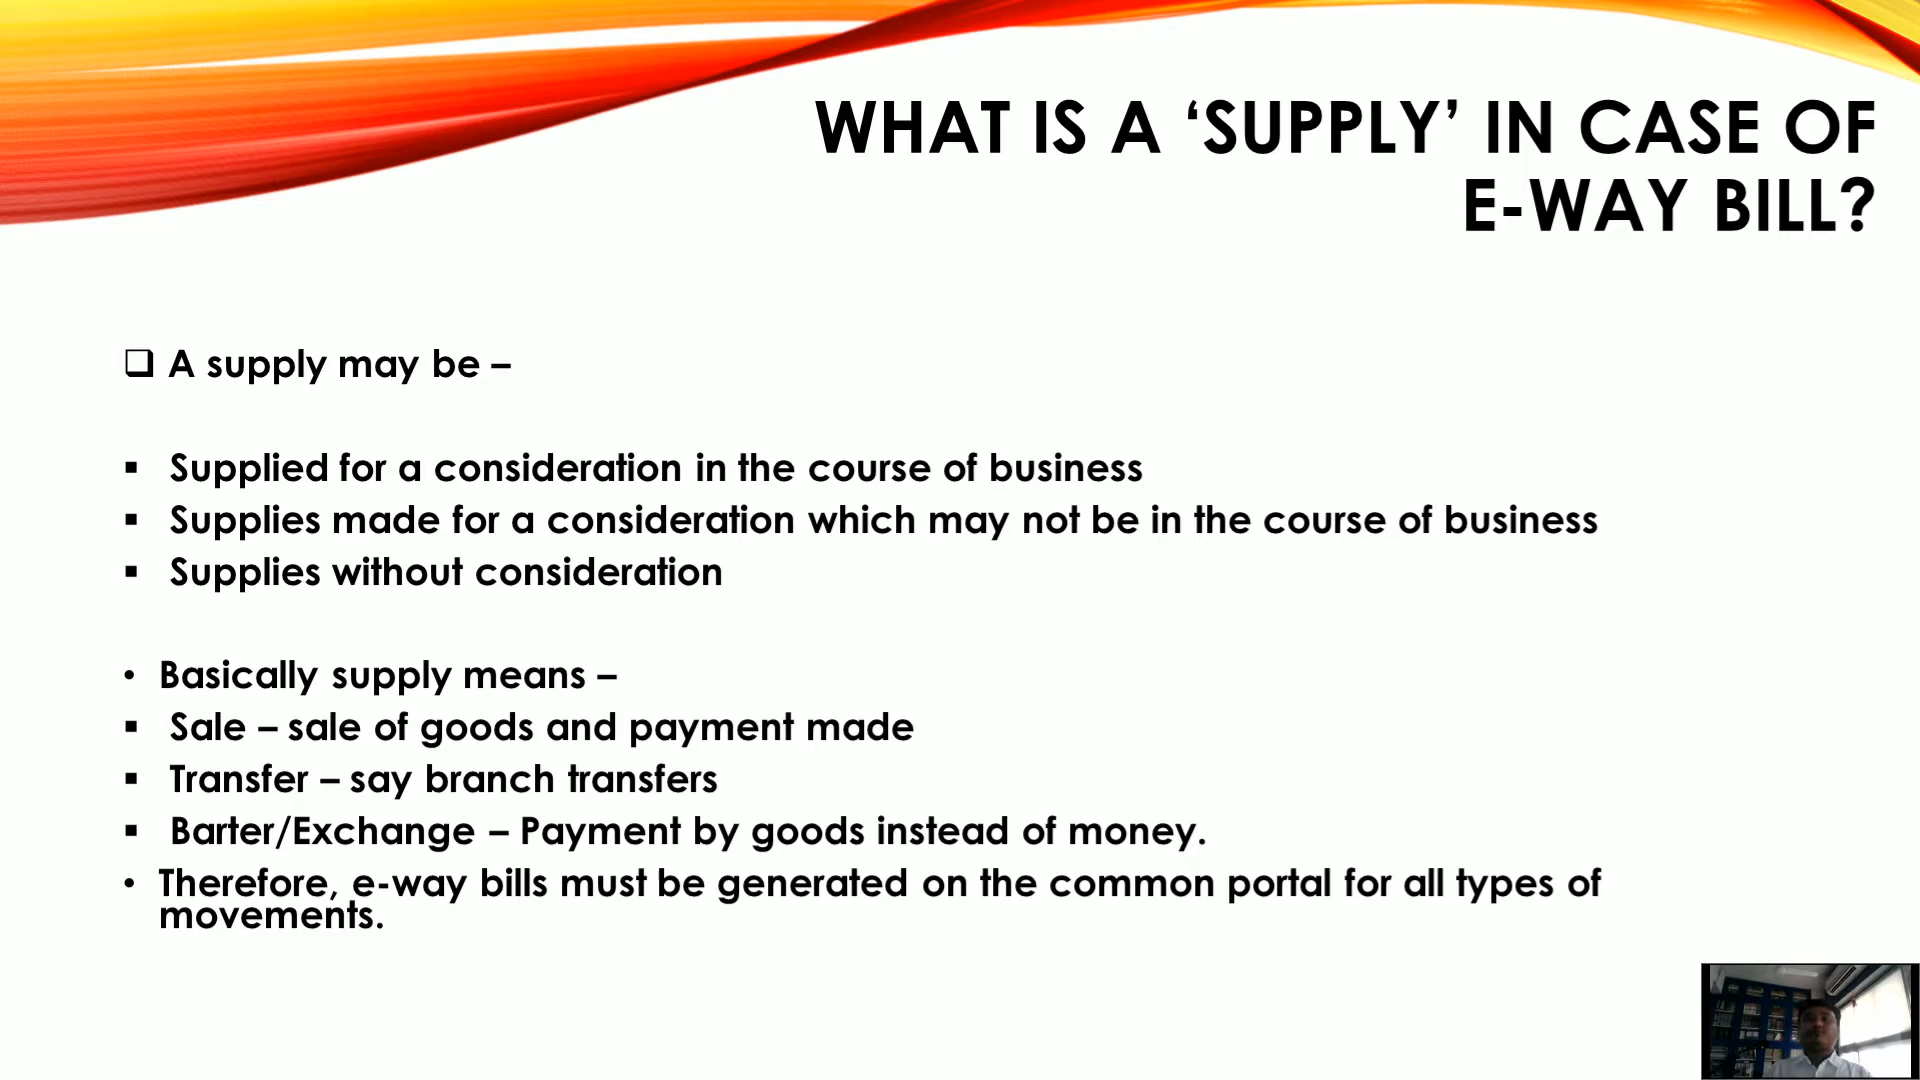 WHAT IS A ‘SUPPLY’ IN CASE OF
E-WAY BILL?
❑ A supply may be –
▪ Supplied for a consideration in the course of business
▪ Supplies made for a consideration which may not be in the course of business
▪ Supplies without consideration
• Basically supply means –
▪ Sale – sale of goods and payment made
▪ Transfer – say branch transfers
▪ Barter/Exchange – Payment by goods instead of money.
• Therefore, e-way bills must be generated on the common portal for all types of
movements.